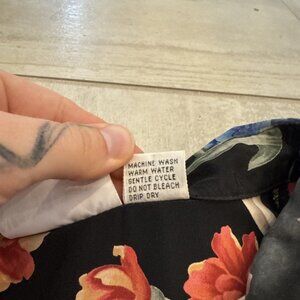 MACHINE WASH
WARM WATER
GENTLE CYCLE
DO NOT BLEACH
DRIP DRY